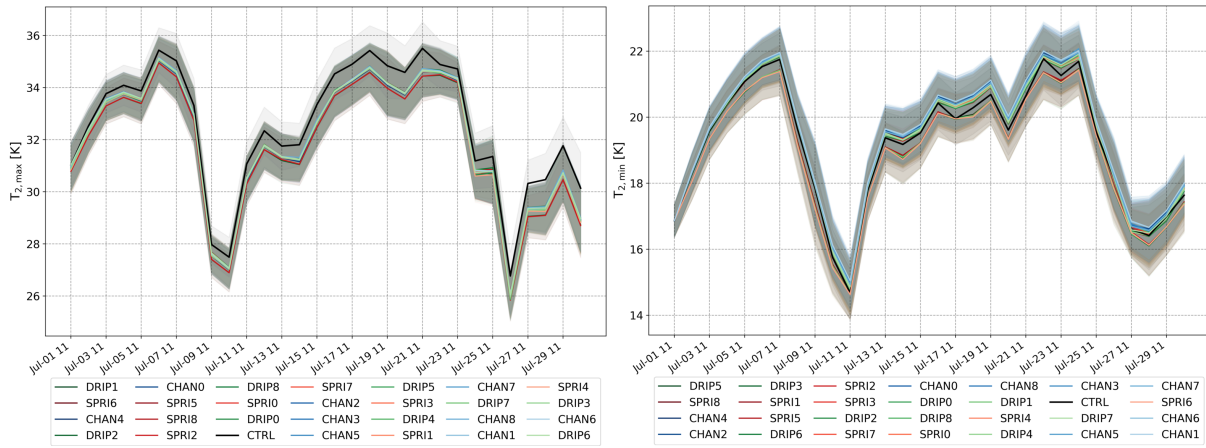 36
34
32
30
28
26
T2, max [K]
Jul-01 11
Jul-03 11
Jul-05 11
Jul-07 11
Jul-09 11
Jul-11 11
Jul-13 11
Jul-15 11
Jul-17 11
Jul-19 11
Jul-21 11
Jul-23 11
Jul-25 11
Jul-27 11
Jul-29 11
DRIP1 CHAN0 DRIP8 SPRI7 DRIP5 CHAN7 SPRI4
SPRI6 SPRI5 SPRI0 CHAN2 SPRI3 DRIP7 DRIP3
CHAN4 SPRI8 DRIP0 CHAN3 DRIP4 CHAN8 CHAN6
DRIP2 SPRI2 CTRL CHAN5 SPRI1 CHAN1 DRIP6
22
20
18
16
14
T2, min [K]
Jul-01 11
Jul-03 11
Jul-05 11
Jul-07 11
Jul-09 11
Jul-11 11
Jul-13 11
Jul-15 11
Jul-17 11
Jul-19 11
Jul-21 11
Jul-23 11
Jul-25 11
Jul-27 11
Jul-29 11
DRIP5 DRIP3 SPRI2 CHAN0 CHAN8 CHAN3 CHAN7
SPRI8 SPRI1 SPRI3 DRIP0 DRIP1 CTRL SPRI6
CHAN4 SPRI5 DRIP2 DRIP8 SPRI4 DRIP7 CHAN6
CHAN2 DRIP6 SPRI7 SPRI0 DRIP4 CHAN5 CHAN1